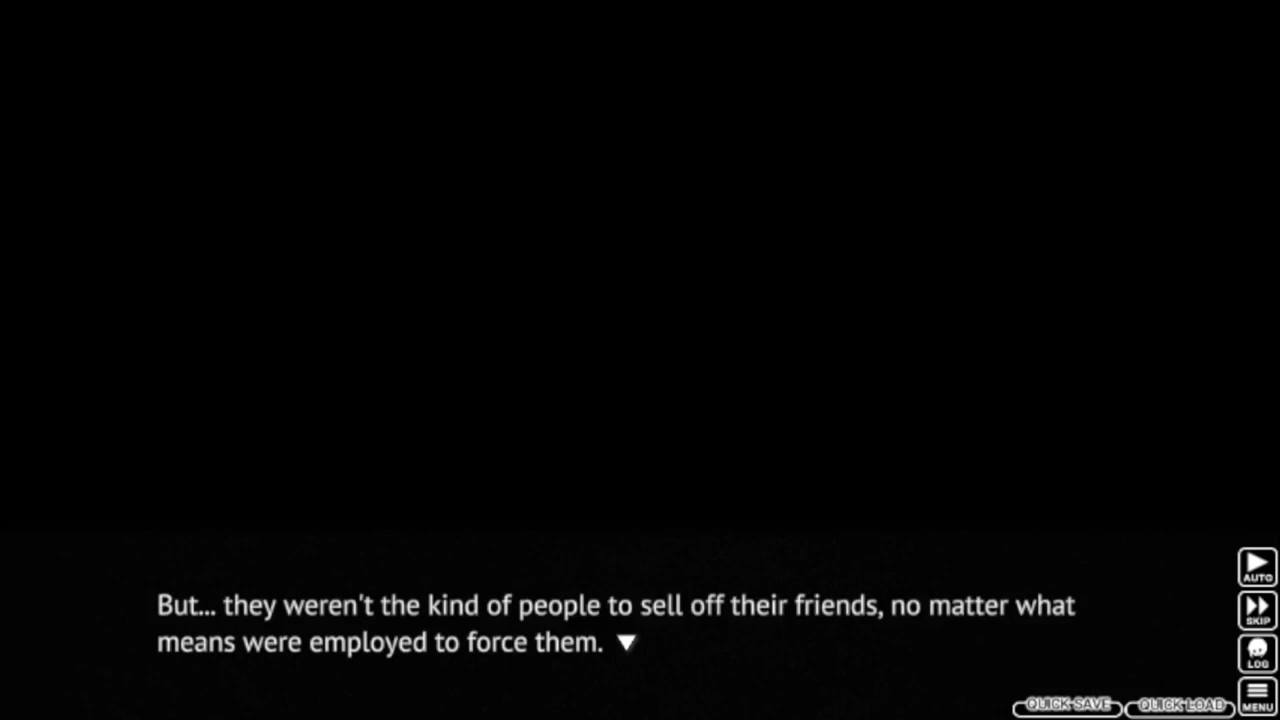 But... they weren't the kind of people to sell off their friends, no matter what
means were employed to force them.
AUTO
SKIP
LOG
MENU
QUICK SAVE QUICK LOAD